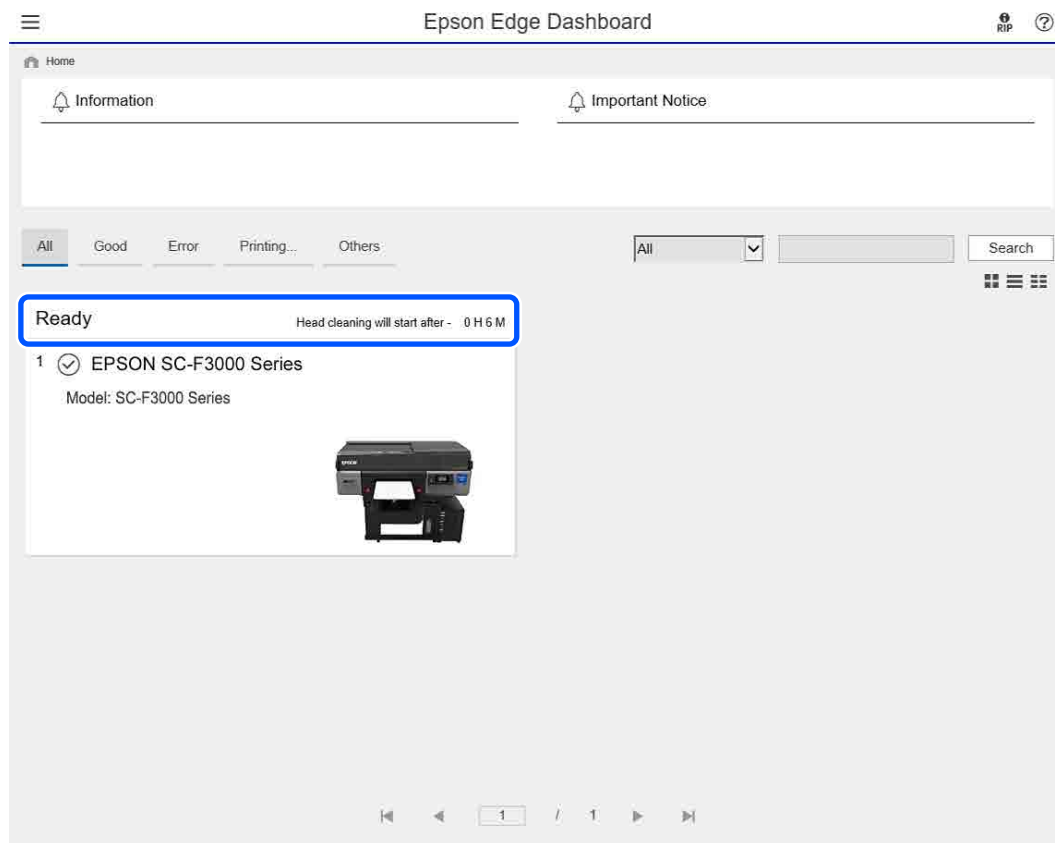 Epson Edge Dashboard
RIP
Home
Information
Important Notice
All Good Error Printing... Others
All
Search
Ready
Head cleaning will start after - 0 H 6 M
1 EPSON SC-F3000 Series
Model: SC-F3000 Series
EPSON
1 / 1